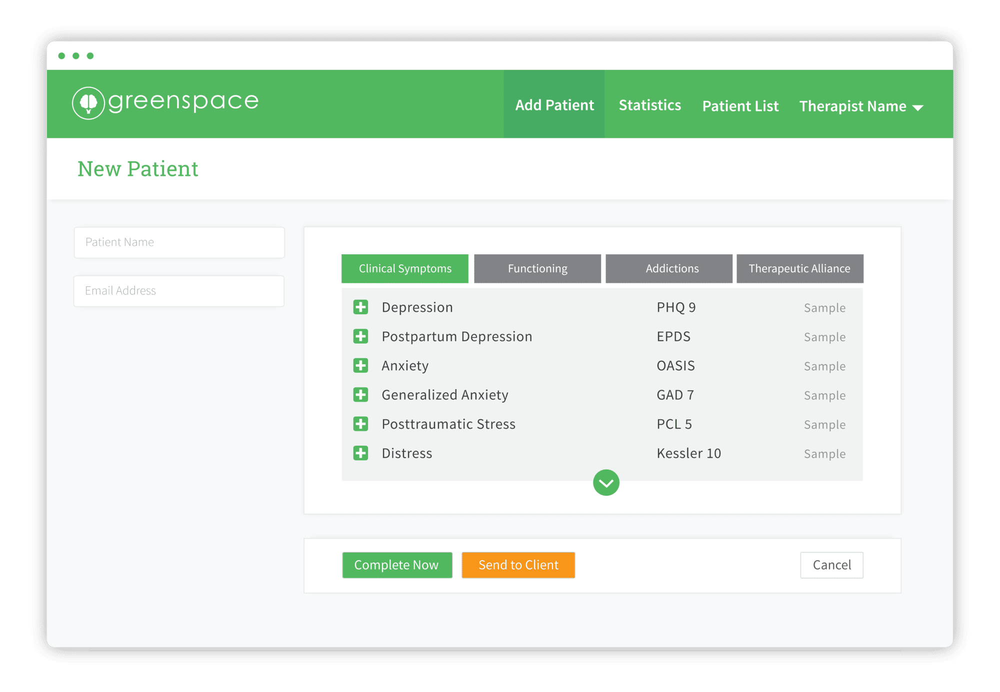 greenspace
Add Patient Statistics Patient List Therapist Name
New Patient
Patient Name
Email Address
Clinical Symptoms Functioning Addictions Therapeutic Alliance
Depression PHQ 9 Sample
Postpartum Depression EPDS Sample
Anxiety OASIS Sample
Generalized Anxiety GAD 7 Sample
Posttraumatic Stress PCL 5 Sample
Distress Kessler 10 Sample
Complete Now Send to Client Cancel